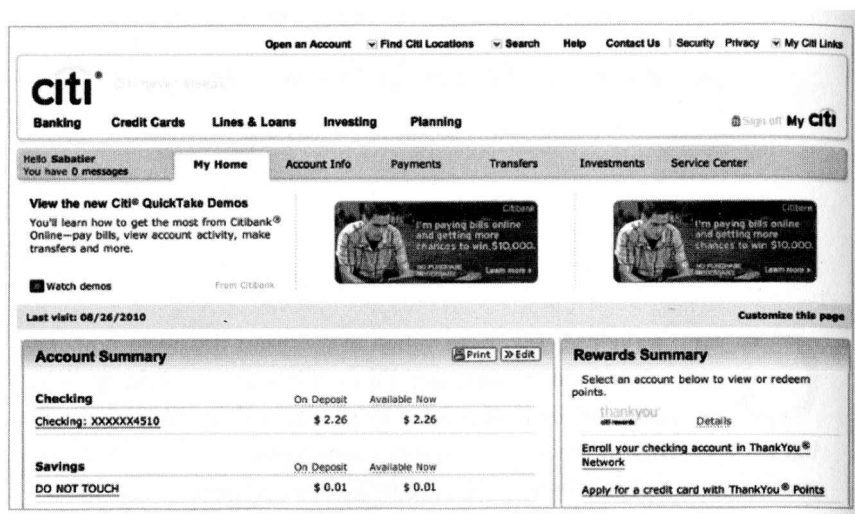 Open an Account Find Citi Locations Search Help Contact Us Security Privacy My Citi Links
citi®
Banking Credit Cards Lines & Loans Investing Planning
Sign off My Citi
Hello Sabatier
You have 0 messages
My Home Account Info Payments Transfers Investments Service Center
View the new Citi® QuickTake Demos
You'll learn how to get the most from Citibank®
Online—pay bills, view account activity, make
transfers and more.
Watch demos From Citibank
Citibank
I'm paying bills online
and getting more
chances to win $10,000.
NO PURCHASE
NECESSARY
Learn more »
Citibank
I'm paying bills online
and getting more
chances to win $10,000.
NO PURCHASE
NECESSARY
Learn more »
Last visit: 08/26/2010 Customize this page
Account Summary Print » Edit
Checking On Deposit Available Now
Checking: XXXXXX4510 $ 2.26 $ 2.26
Savings On Deposit Available Now
DO NOT TOUCH $ 0.01 $ 0.01
Rewards Summary
Select an account below to view or redeem
points.
thankyou
citi rewards
Details
Enroll your checking account in ThankYou®
Network
Apply for a credit card with ThankYou® Points